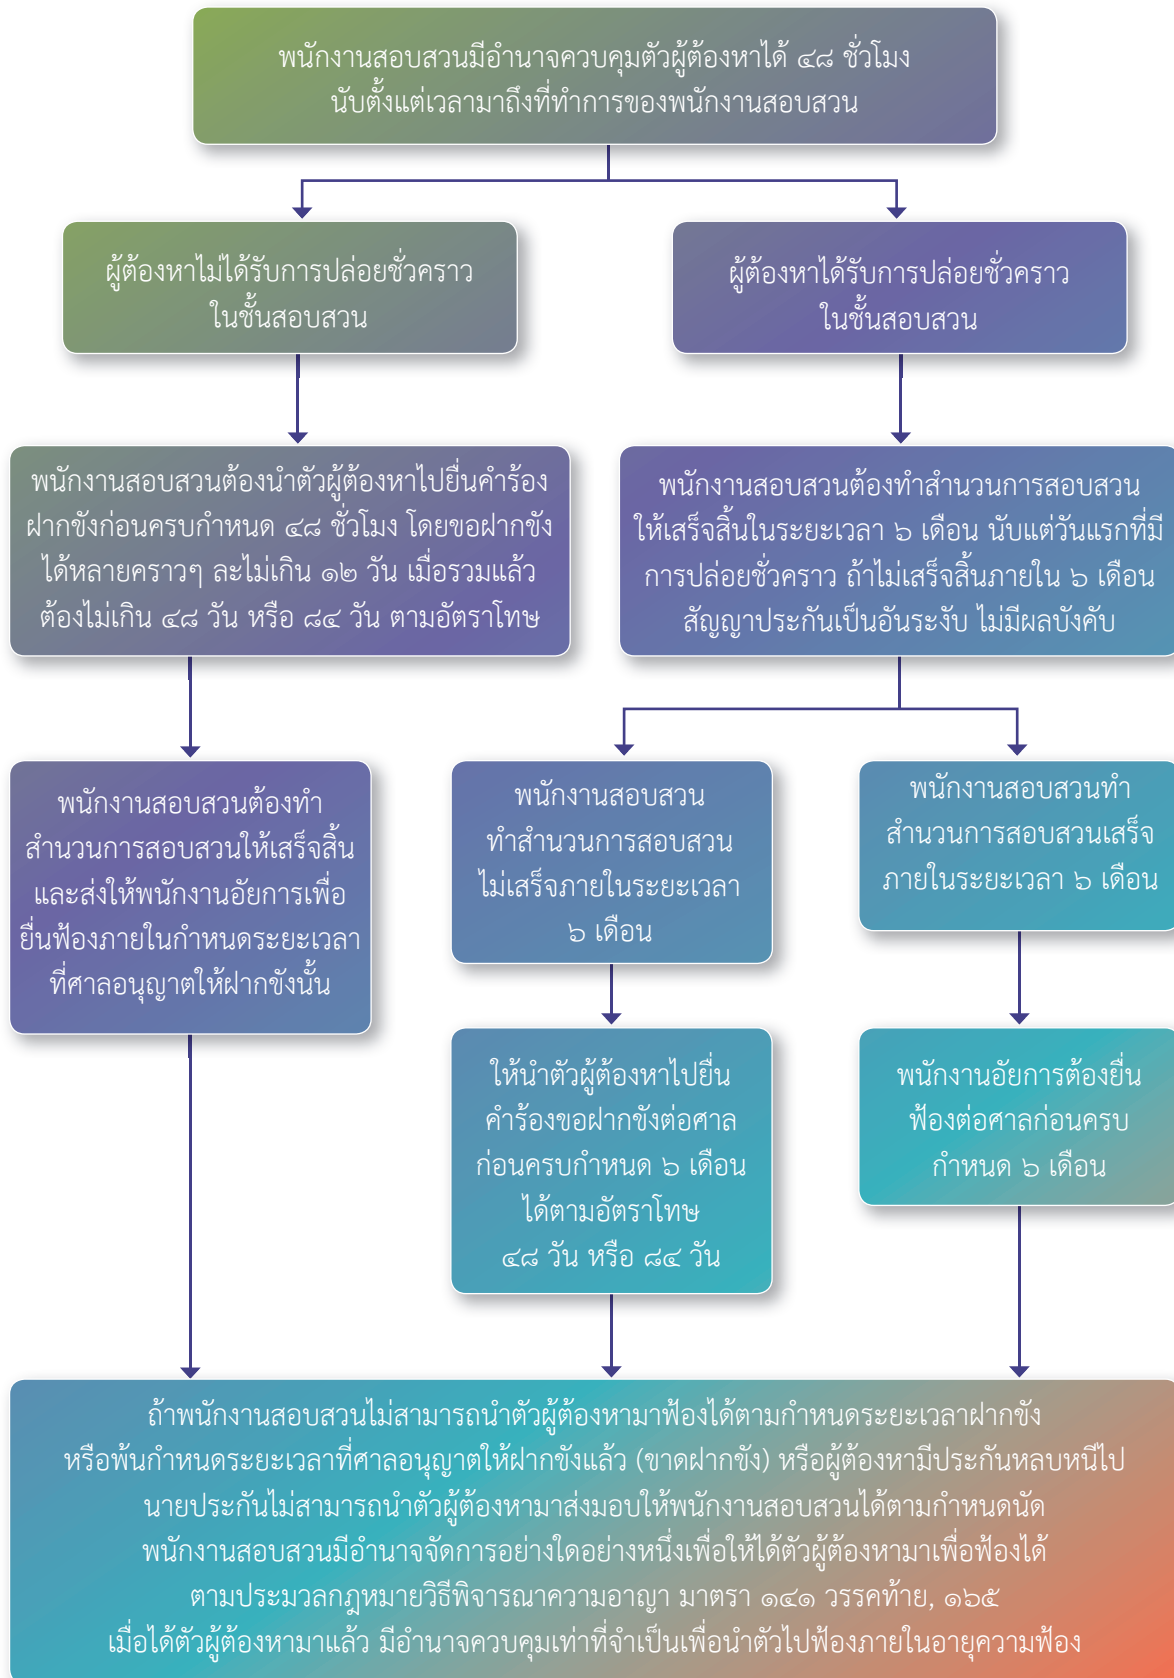 พนักงานสอบสวนมีอำนาจควบคุมตัวผู้ต้องหาได้ ๔๘ ชั่วโมง
นับตั้งแต่เวลามาถึงที่ทำการของพนักงานสอบสวน
ผู้ต้องหาไม่ได้รับการปล่อยชั่วคราว
ในชั้นสอบสวน
ผู้ต้องหาได้รับการปล่อยชั่วคราว
ในชั้นสอบสวน
พนักงานสอบสวนต้องนำตัวผู้ต้องหาไปยื่นคำร้อง
ฝากขังก่อนครบกำหนด ๔๘ ชั่วโมง โดยขอฝากขัง
ได้หลายคราวๆ ละไม่เกิน ๑๒ วัน เมื่อรวมแล้ว
ต้องไม่เกิน ๔๘ วัน หรือ ๘๔ วัน ตามอัตราโทษ
พนักงานสอบสวนต้องทำสำนวนการสอบสวน
ให้เสร็จสิ้นในระยะเวลา ๖ เดือน นับแต่วันแรกที่มี
การปล่อยชั่วคราว ถ้าไม่เสร็จสิ้นภายใน ๖ เดือน
สัญญาประกันเป็นอันระงับ ไม่มีผลบังคับ
พนักงานสอบสวนต้องทำ
สำนวนการสอบสวนให้เสร็จสิ้น
และส่งให้พนักงานอัยการเพื่อ
ยื่นฟ้องภายในกำหนดระยะเวลา
ที่ศาลอนุญาตให้ฝากขังนั้น
พนักงานสอบสวน
ทำสำนวนการสอบสวน
ไม่เสร็จภายในระยะเวลา
๖ เดือน
พนักงานสอบสวนทำ
สำนวนการสอบสวนเสร็จ
ภายในระยะเวลา ๖ เดือน
ให้นำตัวผู้ต้องหาไปยื่น
คำร้องขอฝากขังต่อศาล
ก่อนครบกำหนด ๖ เดือน
ได้ตามอัตราโทษ
๔๘ วัน หรือ ๘๔ วัน
พนักงานอัยการต้องยื่น
ฟ้องต่อศาลก่อนครบ
กำหนด ๖ เดือน
ถ้าพนักงานสอบสวนไม่สามารถนำตัวผู้ต้องหามาฟ้องได้ตามกำหนดระยะเวลาฝากขัง
หรือพ้นกำหนดระยะเวลาที่ศาลอนุญาตให้ฝากขังแล้ว (ขาดฝากขัง) หรือผู้ต้องหามีประกันหลบหนีไป
นายประกันไม่สามารถนำตัวผู้ต้องหามาส่งมอบให้พนักงานสอบสวนได้ตามกำหนดนัด
พนักงานสอบสวนมีอำนาจจัดการอย่างใดอย่างหนึ่งเพื่อให้ได้ตัวผู้ต้องหามาเพื่อฟ้องได้
ตามประมวลกฎหมายวิธีพิจารณาความอาญา มาตรา ๑๔๑ วรรคท้าย, ๑๖๕
เมื่อได้ตัวผู้ต้องหามาแล้ว มีอำนาจควบคุมเท่าที่จำเป็นเพื่อนำตัวไปฟ้องภายในอายุความฟ้อง